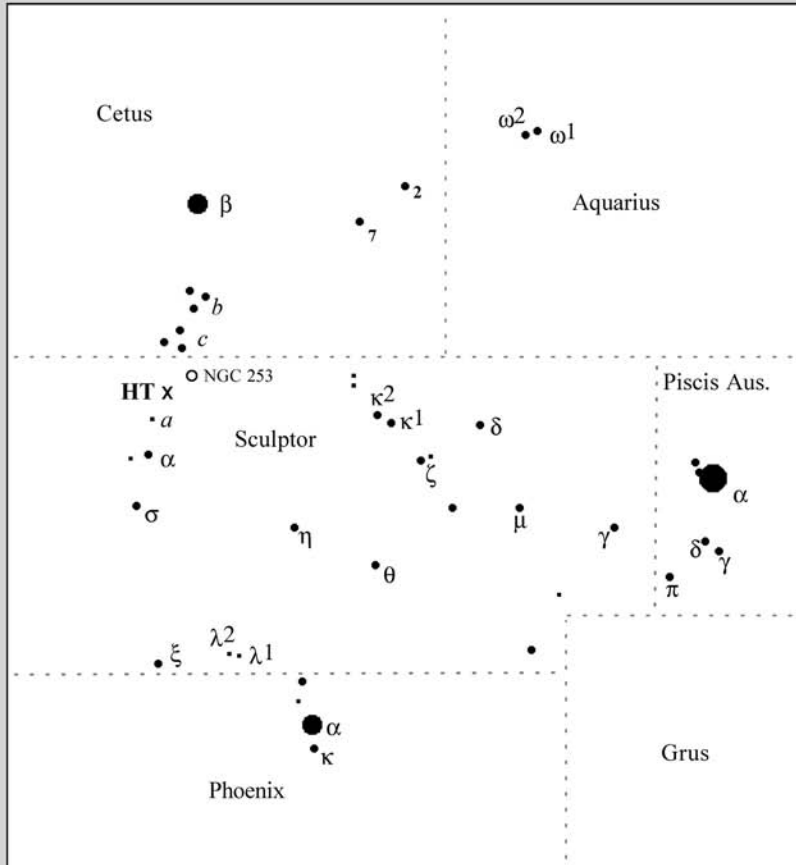 Cetus
ω2
ω1
2
Aquarius
β
7
b
c
NGC 253
Piscis Aus.
HT x
κ2
a
κ1
δ
Sculptor
α
ζ
α
σ
μ
η
γ
δ
γ
θ
π
λ2
ξ
λ1
α
Grus
κ
Phoenix